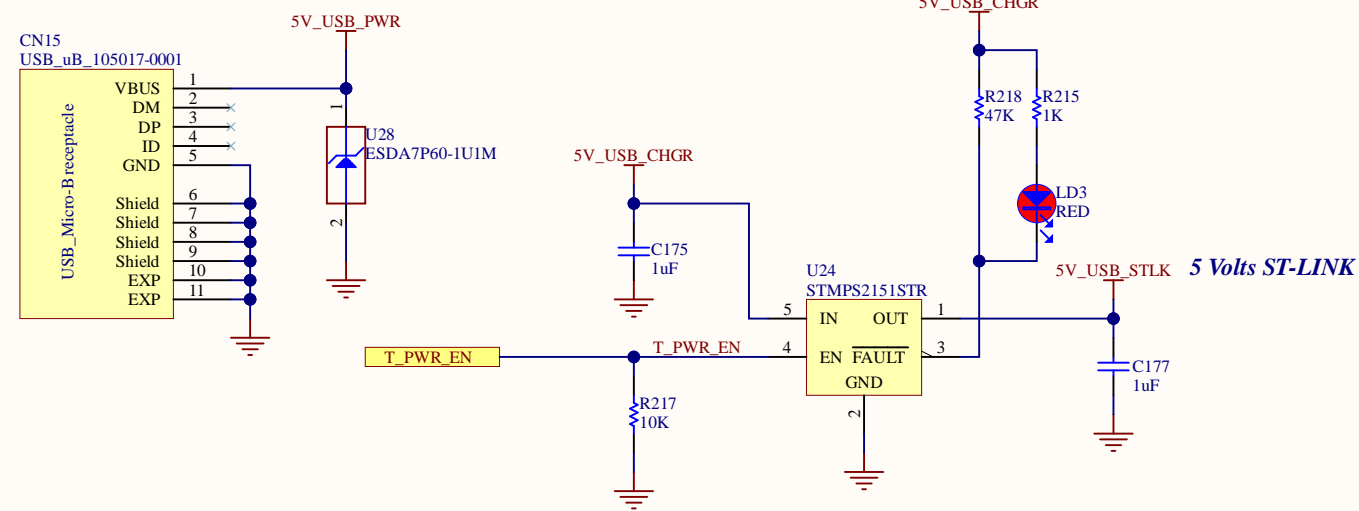 5V_USB_CHGR
5V_USB_PWR
CN15
USB_uB_105017-0001
USB_Micro-B receptacle
VBUS 1
DM 2
DP 3
ID 4
GND 5
Shield 6
Shield 7
Shield 8
Shield 9
EXP 10
EXP 11
1
U28
ESDA7P60-1U1M
2
5V_USB_CHGR
C175
1uF
R218
47K
R215
1K
LD3
RED
U24
STMPS2151STR
5 IN OUT 1
4 EN FAULT 3
GND
2
T_PWR_EN
T_PWR_EN
R217
10K
5V_USB_STLK
5 Volts ST-LINK
C177
1uF